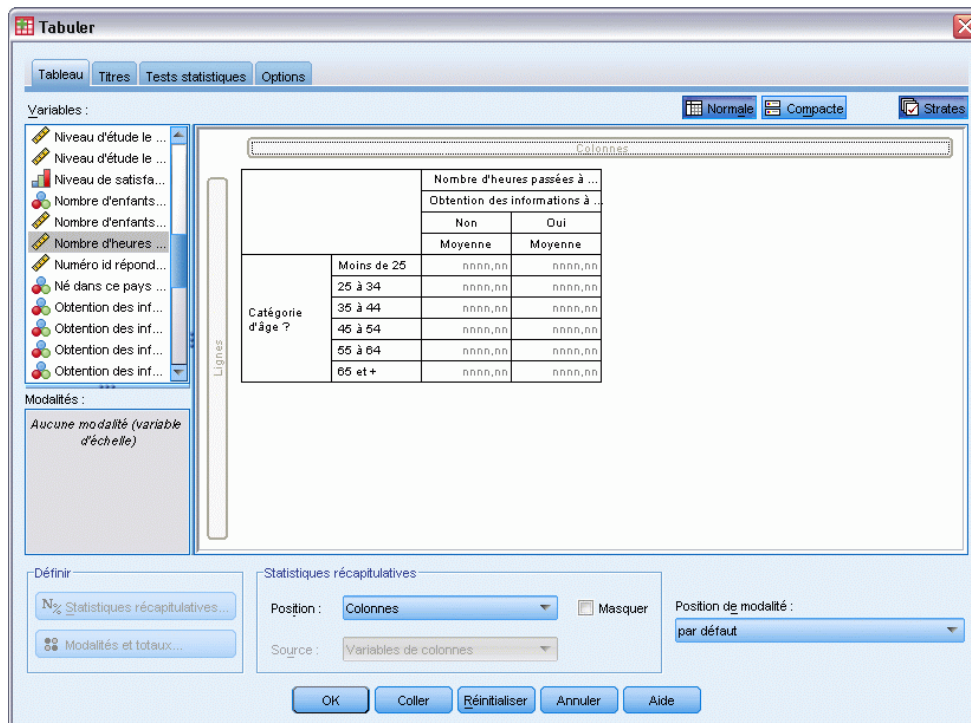 Tabuler
Tableau Titres Tests statistiques Options
Variables :
Normale Compacte Strates
Niveau d'étude le ...
Niveau d'étude le ...
Niveau de satisfa...
Nombre d'enfants...
Nombre d'enfants...
Nombre d'heures ...
Numéro id répond...
Né dans ce pays ...
Obtention des inf...
Obtention des inf...
Obtention des inf...
Obtention des inf...
Modalités :
Aucune modalité (variable
d'échelle)
Colonnes
Lignes
Nombre d'heures passées à ...
Obtention des informations à ...
Non Oui
Moyenne Moyenne
Catégorie
d'âge ?
Moins de 25 nnnn,nn nnnn,nn
25 à 34 nnnn,nn nnnn,nn
35 à 44 nnnn,nn nnnn,nn
45 à 54 nnnn,nn nnnn,nn
55 à 64 nnnn,nn nnnn,nn
65 et + nnnn,nn nnnn,nn
Définir
N% Statistiques récapitulatives...
Modalités et totaux...
Statistiques récapitulatives
Position : Colonnes Masquer
Source : Variables de colonnes
Position de modalité :
par défaut
OK Coller Réinitialiser Annuler Aide